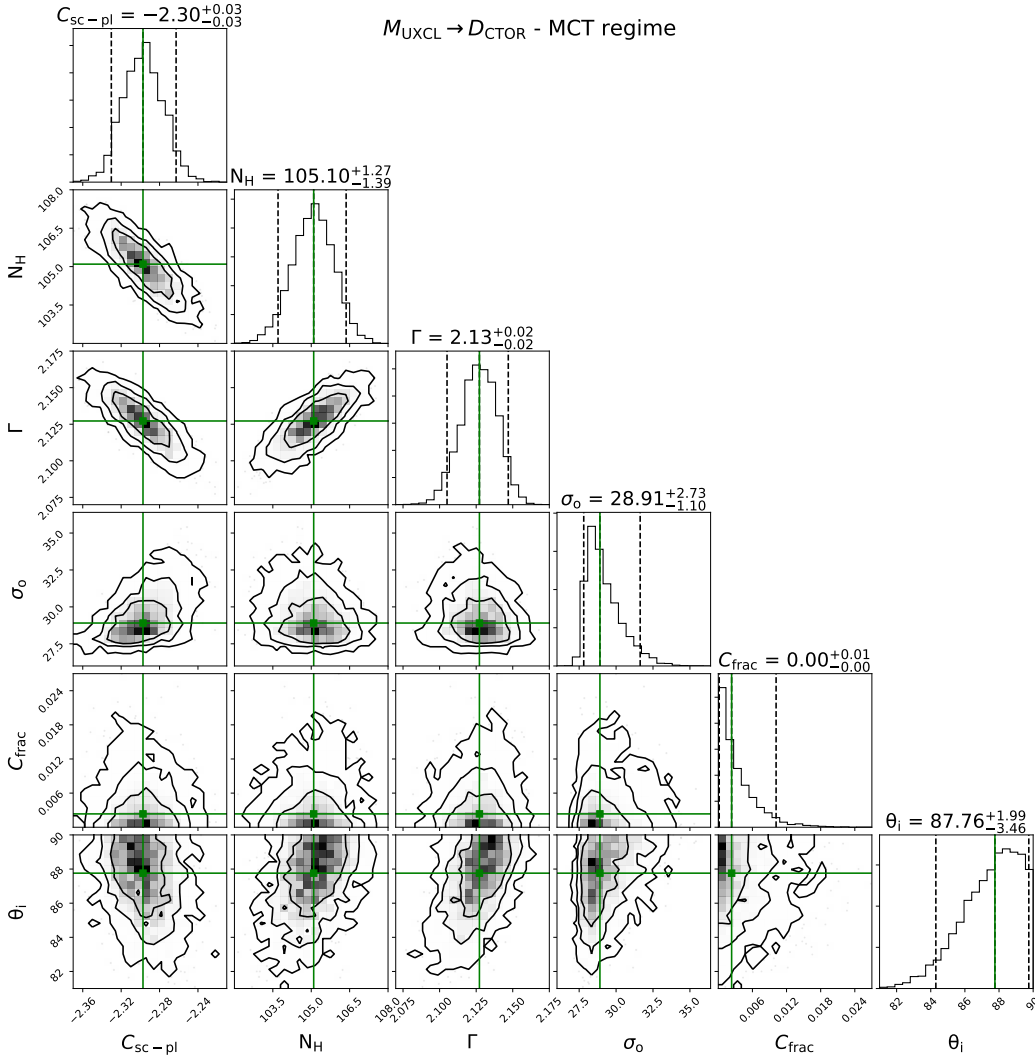 C_sc−pl = −2.30 +0.03 −0.03
M_UXCL → D_CTOR - MCT regime
N_H = 105.10 +1.27 −1.39
108.0
106.5
105.0
103.5
N_H
Γ = 2.13 +0.02 −0.02
2.175
2.150
2.125
2.100
2.075
Γ
σ_o = 28.91 +2.73 −1.10
35.0
32.5
30.0
27.5
σ_o
C_frac = 0.00 +0.01 −0.00
0.024
0.018
0.012
0.006
C_frac
θ_i = 87.76 +1.99 −3.46
90
88
86
84
82
θ_i
−2.36 −2.32 −2.28 −2.24 103.5 105.0 106.5 108.0 2.075 2.100 2.125 2.150 2.175 27.5 30.0 32.5 35.0 0.006 0.012 0.018 0.024 82 84 86 88 90
C_sc−pl N_H Γ σ_o C_frac θ_i